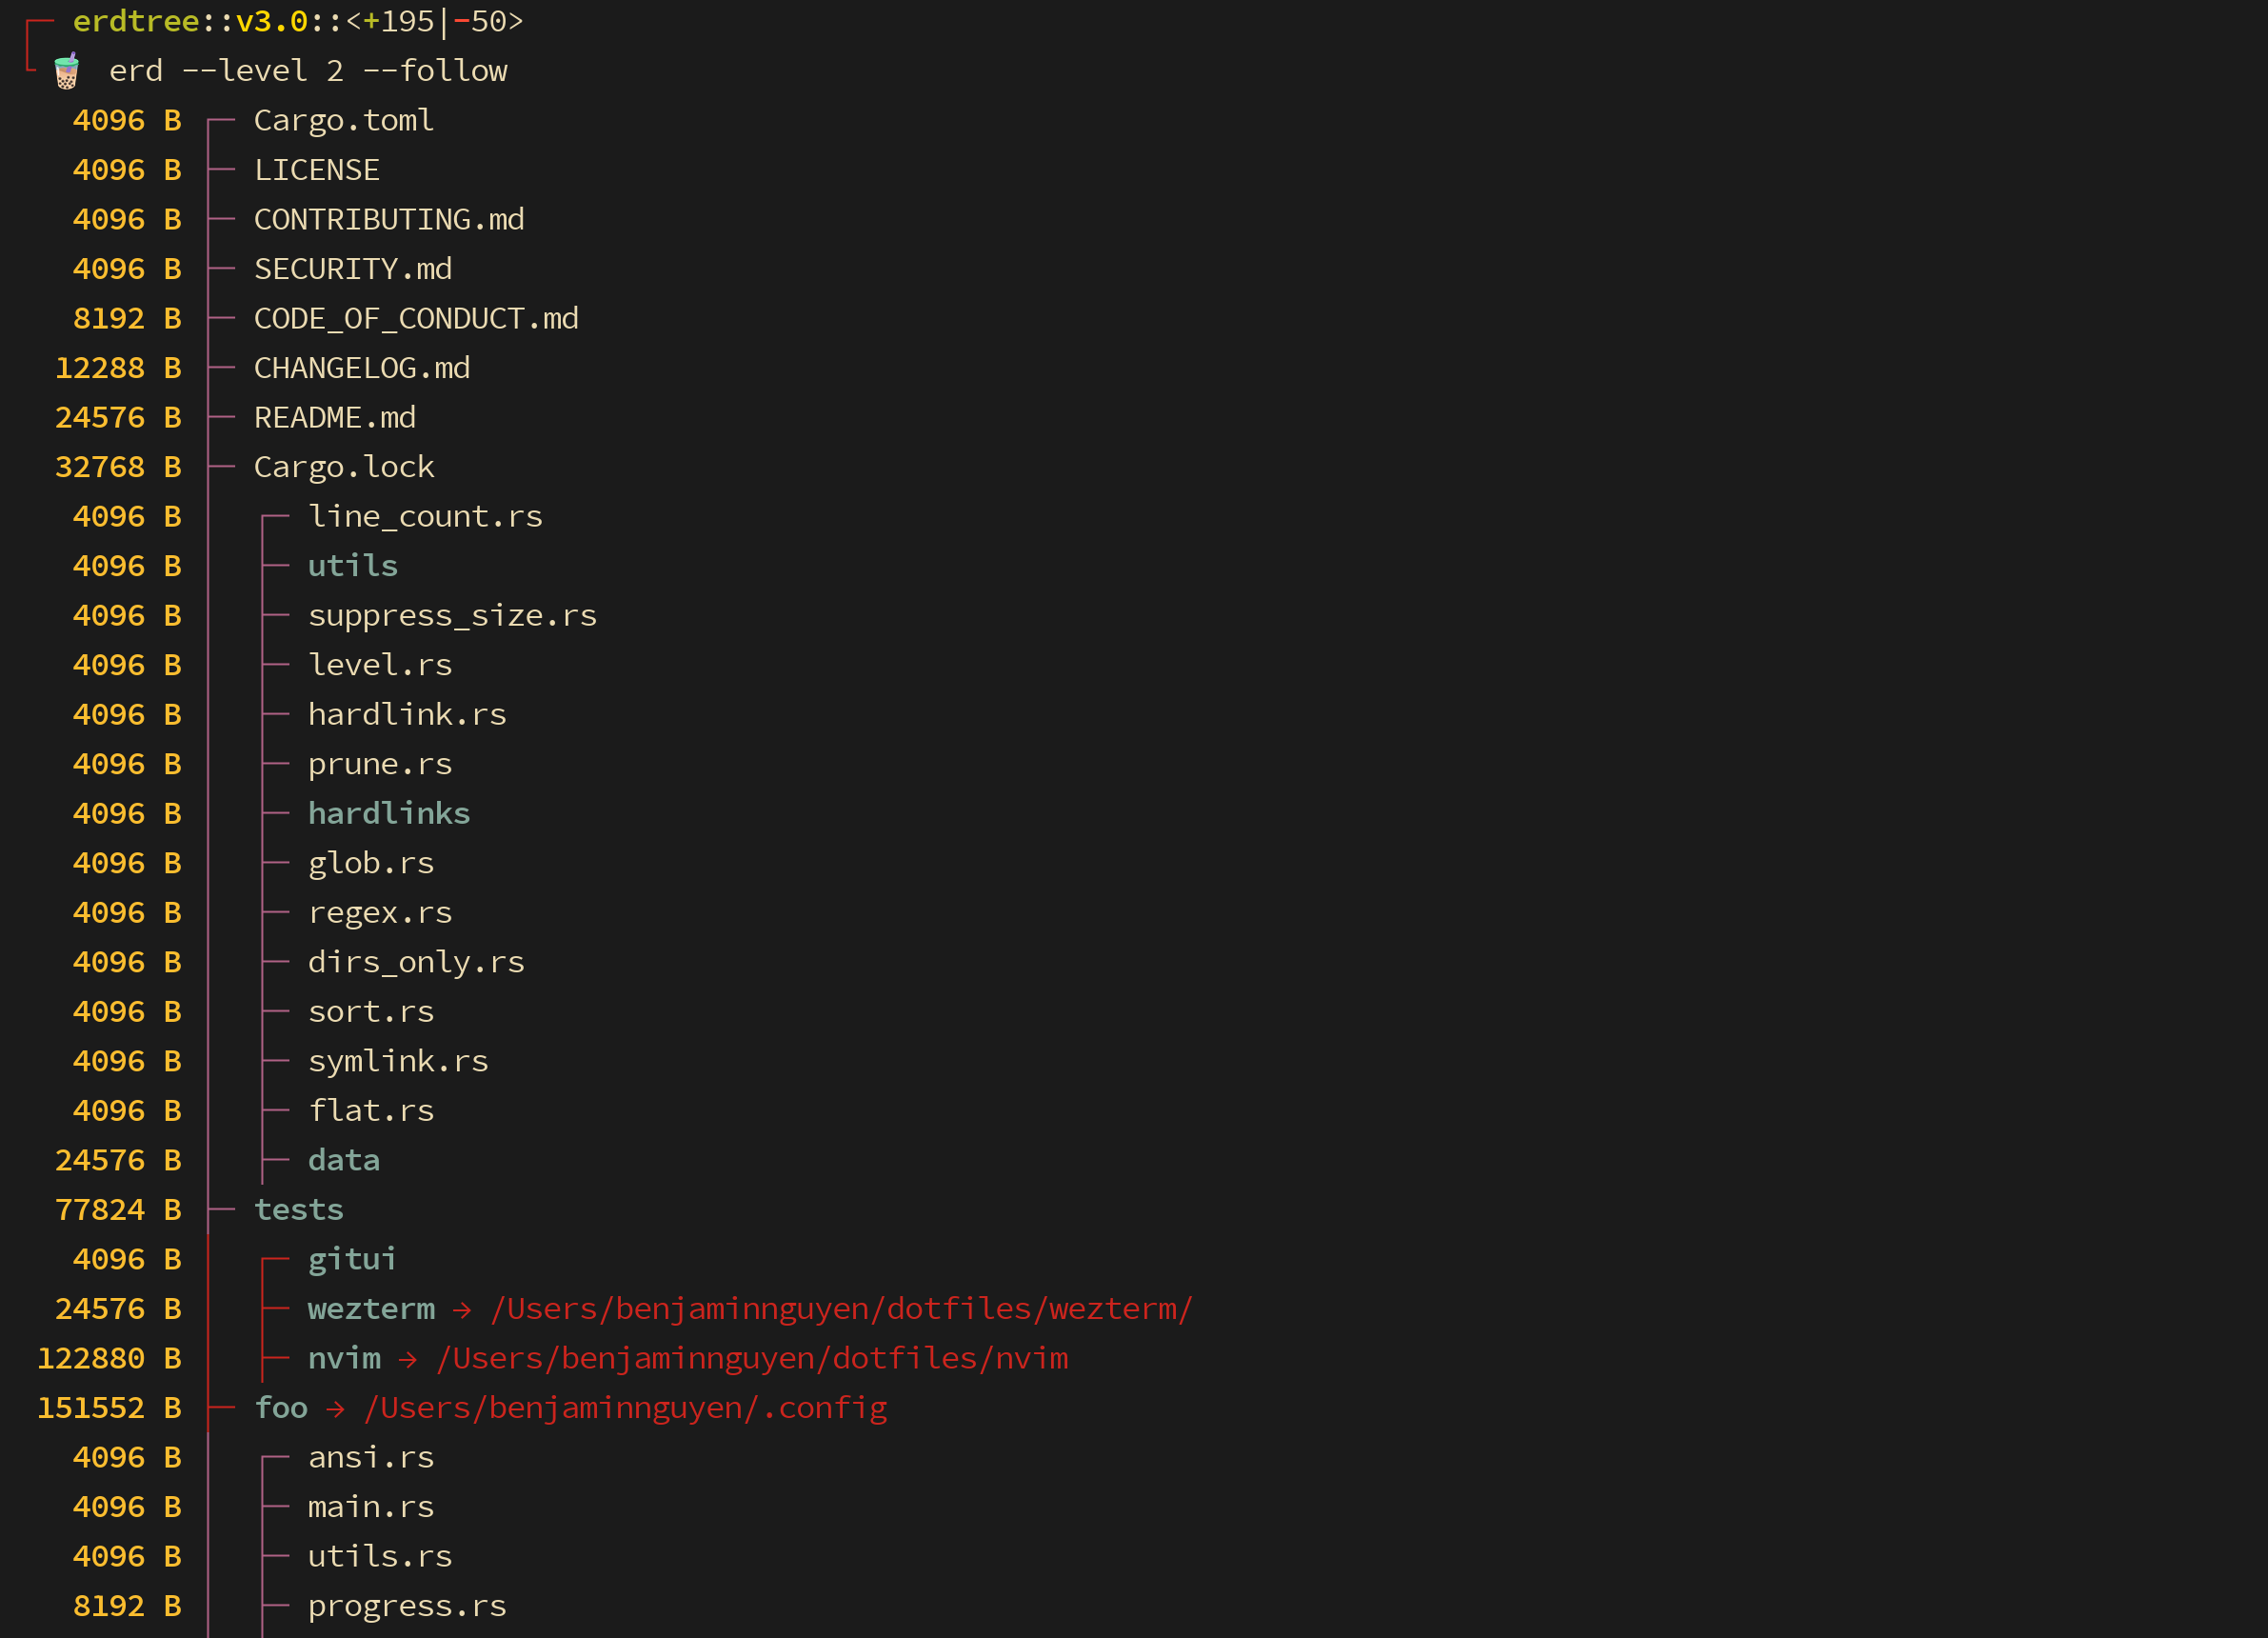 erdtree::v3.0::<+195|-50>
🧋 erd --level 2 --follow
4096 B ┌─ Cargo.toml
4096 B ├─ LICENSE
4096 B ├─ CONTRIBUTING.md
4096 B ├─ SECURITY.md
8192 B ├─ CODE_OF_CONDUCT.md
12288 B ├─ CHANGELOG.md
24576 B ├─ README.md
32768 B ├─ Cargo.lock
4096 B │  ┌─ line_count.rs
4096 B │  ├─ utils
4096 B │  ├─ suppress_size.rs
4096 B │  ├─ level.rs
4096 B │  ├─ hardlink.rs
4096 B │  ├─ prune.rs
4096 B │  ├─ hardlinks
4096 B │  ├─ glob.rs
4096 B │  ├─ regex.rs
4096 B │  ├─ dirs_only.rs
4096 B │  ├─ sort.rs
4096 B │  ├─ symlink.rs
4096 B │  ├─ flat.rs
24576 B │  ├─ data
77824 B ├─ tests
4096 B │  ┌─ gitui
24576 B │  ├─ wezterm → /Users/benjaminnguyen/dotfiles/wezterm/
122880 B │  ├─ nvim → /Users/benjaminnguyen/dotfiles/nvim
151552 B ├─ foo → /Users/benjaminnguyen/.config
4096 B │  ┌─ ansi.rs
4096 B │  ├─ main.rs
4096 B │  ├─ utils.rs
8192 B │  ├─ progress.rs